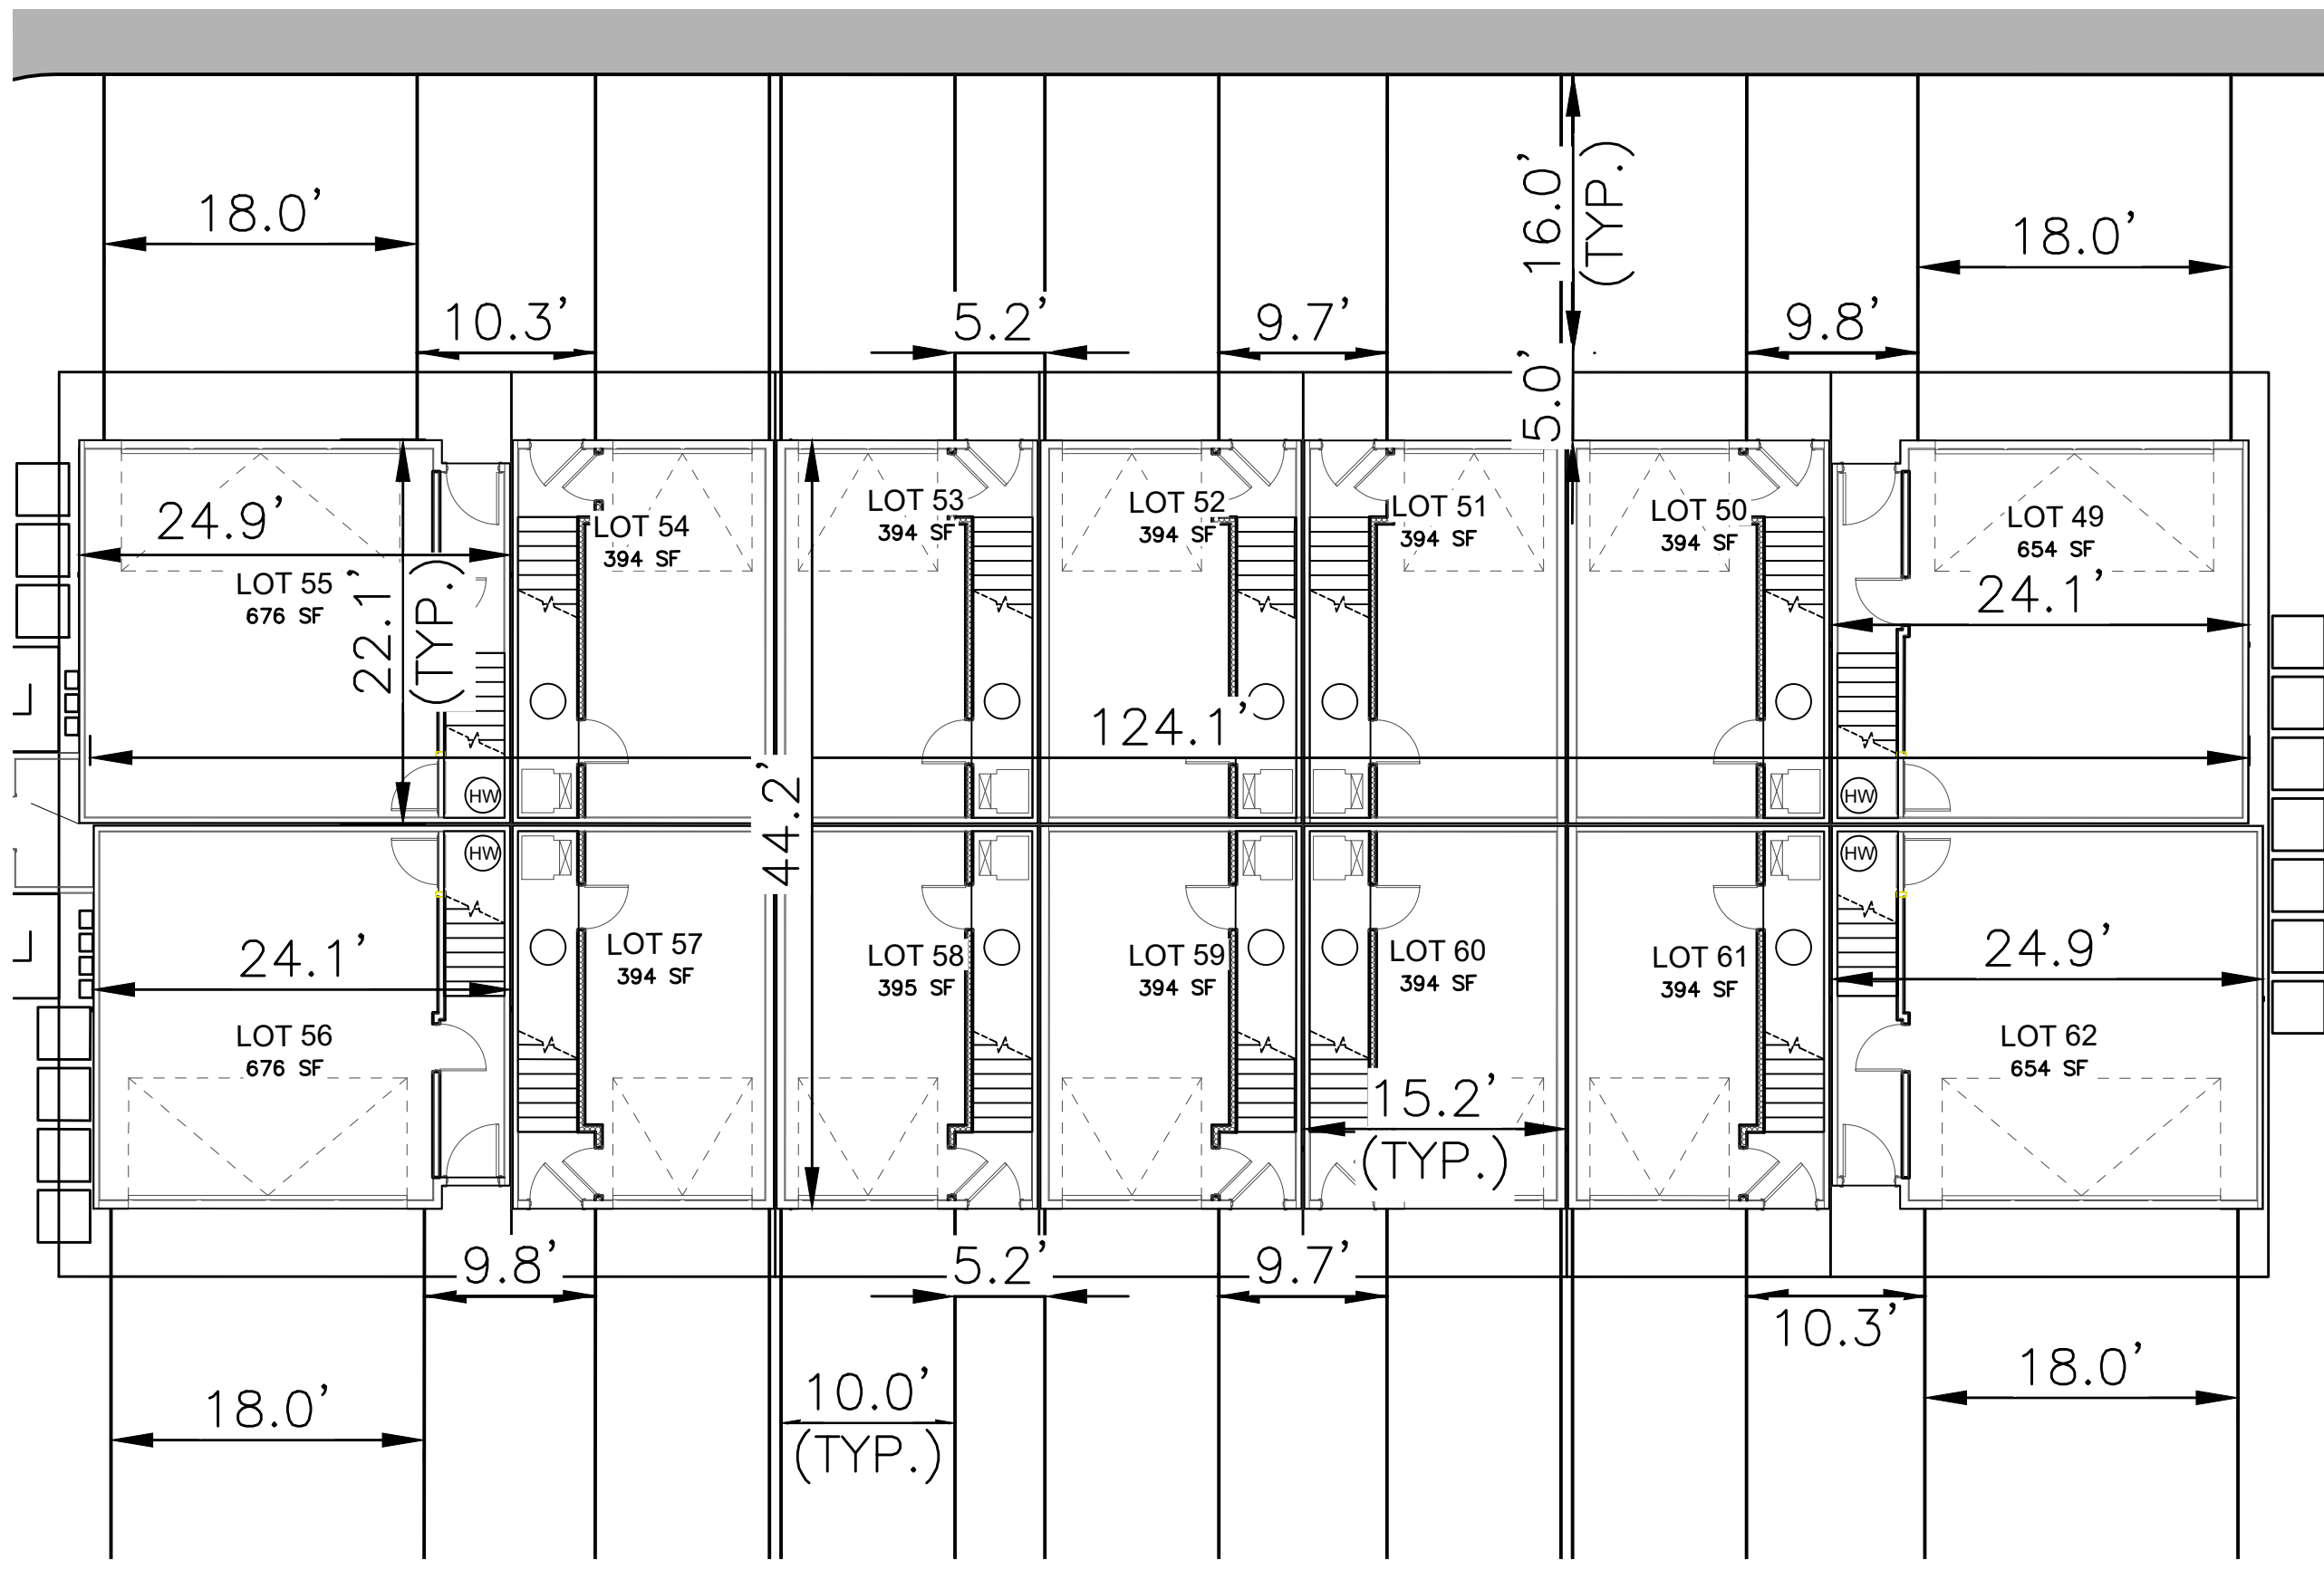 18.0'
10.3'
5.2'
9.7'
16.0'
(TYP.)
5.0'
9.8'
18.0'
24.9'
LOT 55
676 SF
22.1'
(TYP.)
LOT 54
394 SF
LOT 53
394 SF
LOT 52
394 SF
LOT 51
394 SF
LOT 50
394 SF
LOT 49
654 SF
24.1'
124.1'
44.2'
HW
HW
HW
HW
24.1'
LOT 56
676 SF
LOT 57
394 SF
LOT 58
395 SF
LOT 59
394 SF
LOT 60
394 SF
LOT 61
394 SF
24.9'
LOT 62
654 SF
15.2'
(TYP.)
9.8'
5.2'
9.7'
10.3'
18.0'
10.0'
(TYP.)
18.0'